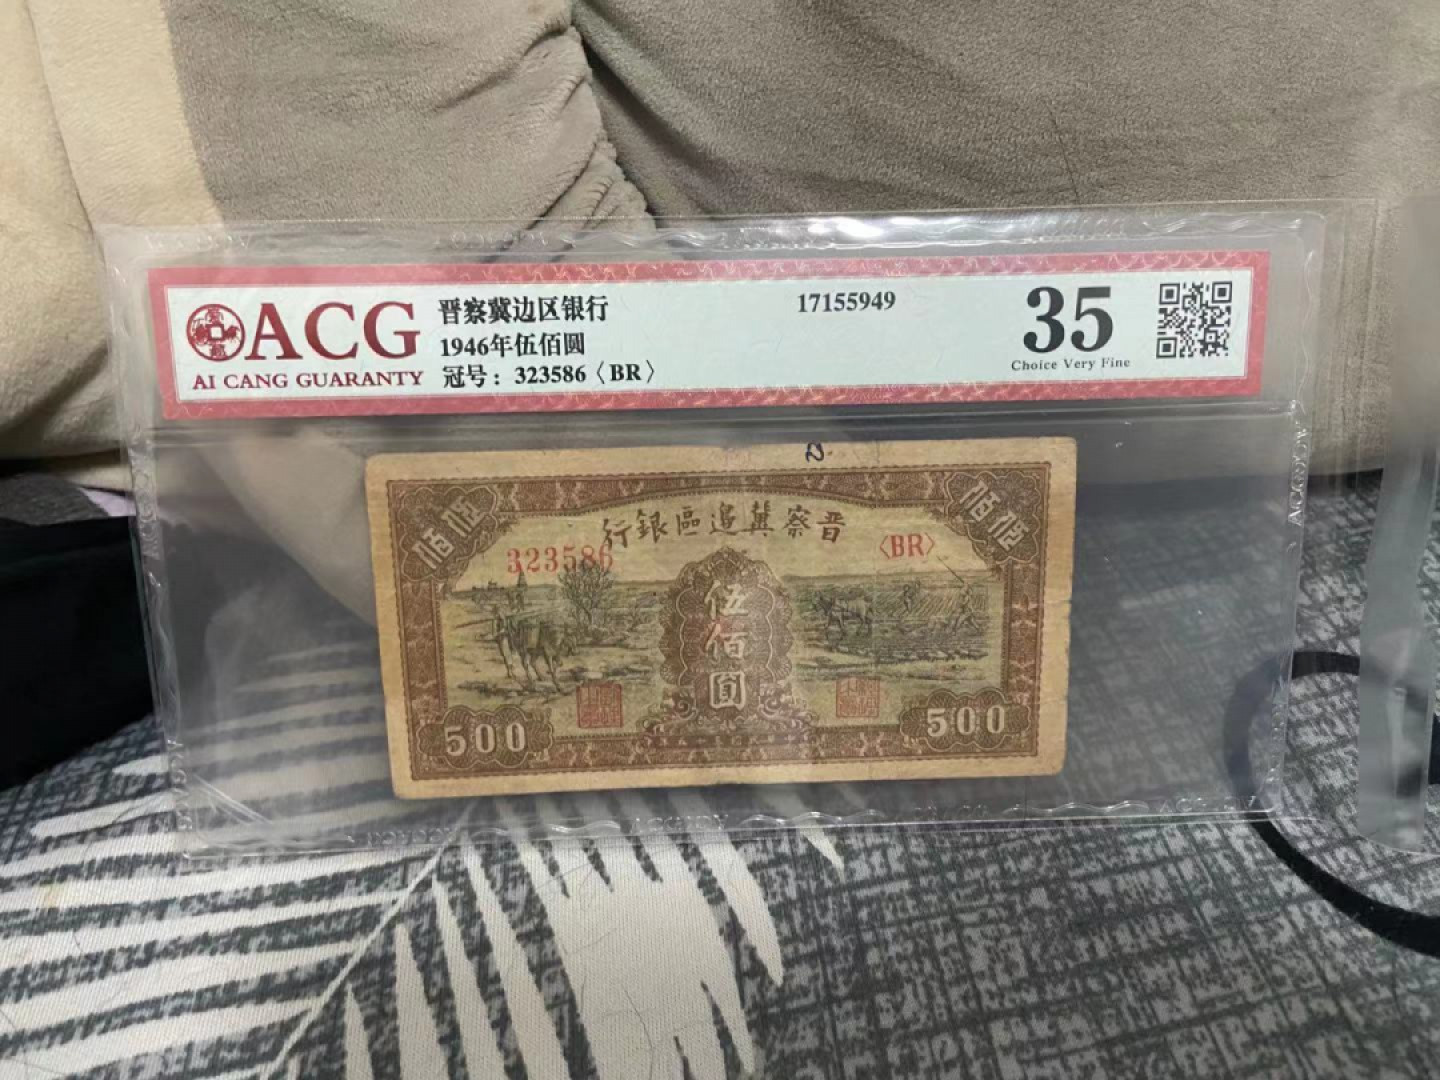 ACG
AI CANG GUARANTY
晋察冀边区银行
1946年伍佰圆
冠号：323586〈BR〉
17155949
35
Choice Very Fine
佰伍
佰伍
行銀區邊冀察晋
323586
〈BR〉
伍佰圓
500
500